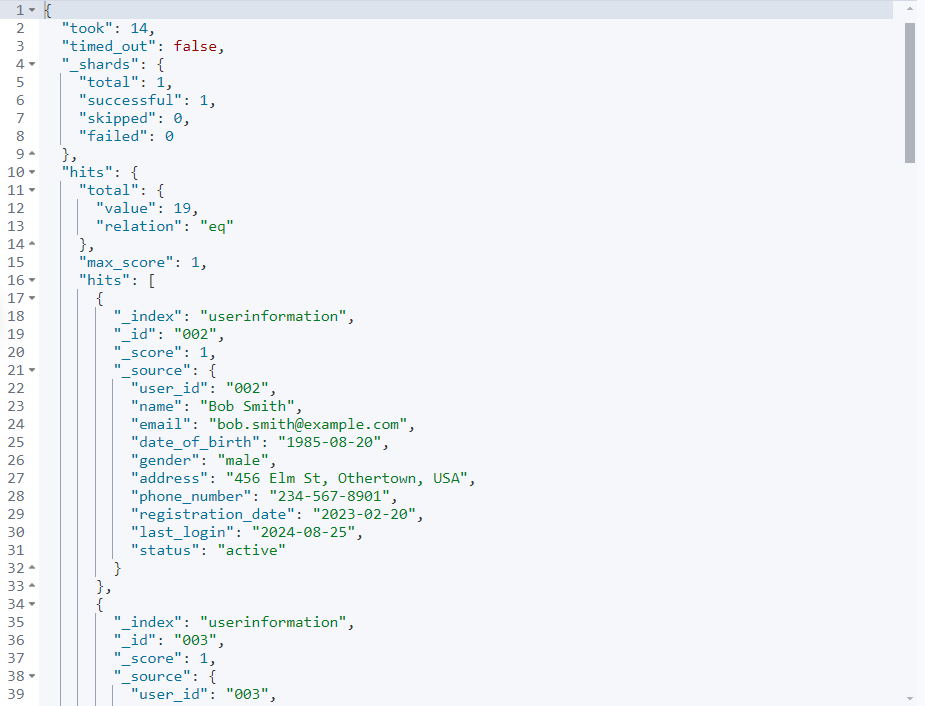 1 {
2 "took": 14,
3 "timed_out": false,
4 "_shards": {
5 "total": 1,
6 "successful": 1,
7 "skipped": 0,
8 "failed": 0
9 },
10 "hits": {
11 "total": {
12 "value": 19,
13 "relation": "eq"
14 },
15 "max_score": 1,
16 "hits": [
17 {
18 "_index": "userinformation",
19 "_id": "002",
20 "_score": 1,
21 "_source": {
22 "user_id": "002",
23 "name": "Bob Smith",
24 "email": "bob.smith@example.com",
25 "date_of_birth": "1985-08-20",
26 "gender": "male",
27 "address": "456 Elm St, Othertown, USA",
28 "phone_number": "234-567-8901",
29 "registration_date": "2023-02-20",
30 "last_login": "2024-08-25",
31 "status": "active"
32 }
33 },
34 {
35 "_index": "userinformation",
36 "_id": "003",
37 "_score": 1,
38 "_source": {
39 "user_id": "003",